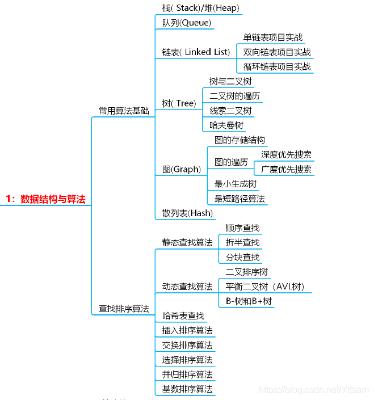 栈( Stack)/堆(Heap)
队列(Queue)
链表( Linked List)
单链表项目实战
双向链表项目实战
循环链表项目实战
常用算法基础
树( Tree)
树与二叉树
二叉树的遍历
线索二叉树
哈夫曼树
图(Graph)
图的存储结构
图的遍历
深度优先搜索
广度优先搜索
最小生成树
最短路径算法
散列表(Hash)
1: 数据结构与算法
查找排序算法
静态查找算法
顺序查找
折半查找
分块查找
动态查找算法
二叉排序树
平衡二叉树（AVL树）
B-树和B+树
哈希表查找
插入排序算法
交换排序算法
选择排序算法
归并排序算法
基数排序算法